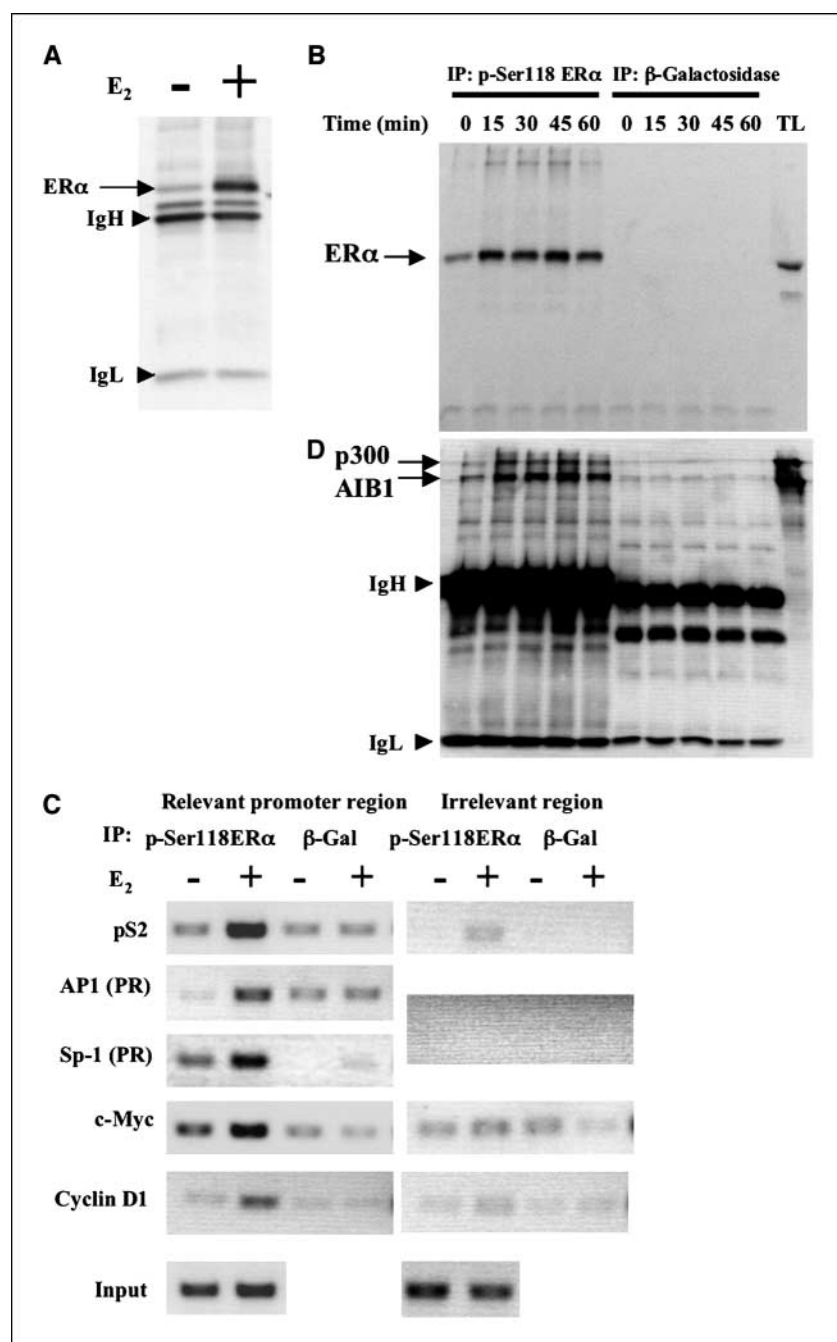 A
E2 - +
ERα
IgH
IgL
B
IP: p-Ser118 ERα IP: β-Galactosidase
Time (min) 0 15 30 45 60 0 15 30 45 60 TL
ERα
D
p300
AIB1
IgH
IgL
C
Relevant promoter region Irrelevant region
IP: p-Ser118ERα β-Gal p-Ser118ERα β-Gal
E2 - + - + - + - +
pS2
AP1 (PR)
Sp-1 (PR)
c-Myc
Cyclin D1
Input